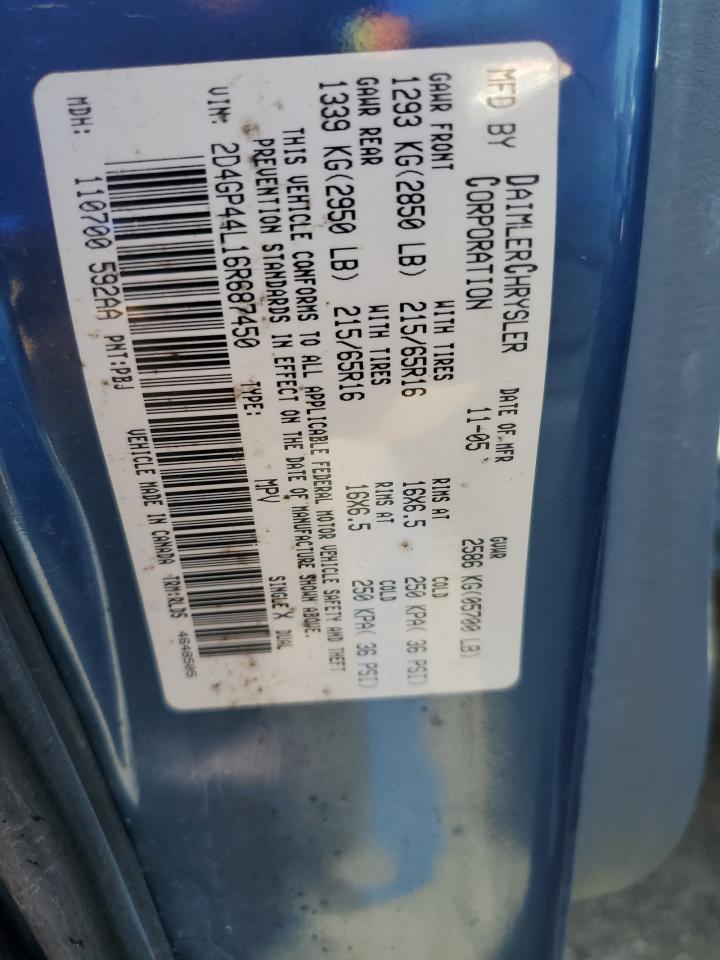 MFD BY DAIMLERCHRYSLER CORPORATION
DATE OF MFR 11-05
GVWR 2586 KG(05700 LB)
GAWR FRONT WITH TIRES RIMS AT COLD
1293 KG(2850 LB) 215/65R16 16X6.5 250 KPA( 36 PSI)
GAWR REAR WITH TIRES RIMS AT COLD
1339 KG(2950 LB) 215/65R16 16X6.5 250 KPA( 36 PSI)
THIS VEHICLE CONFORMS TO ALL APPLICABLE FEDERAL MOTOR VEHICLE SAFETY AND THEFT
PREVENTION STANDARDS IN EFFECT ON THE DATE OF MANUFACTURE SHOWN ABOVE.
VIN: 2D4GP44L16R687450 TYPE: MPV SINGLE X DUAL
MDH: 110700 592AA PNT:PBJ VEHICLE MADE IN CANADA TRM:RLDS 4648505